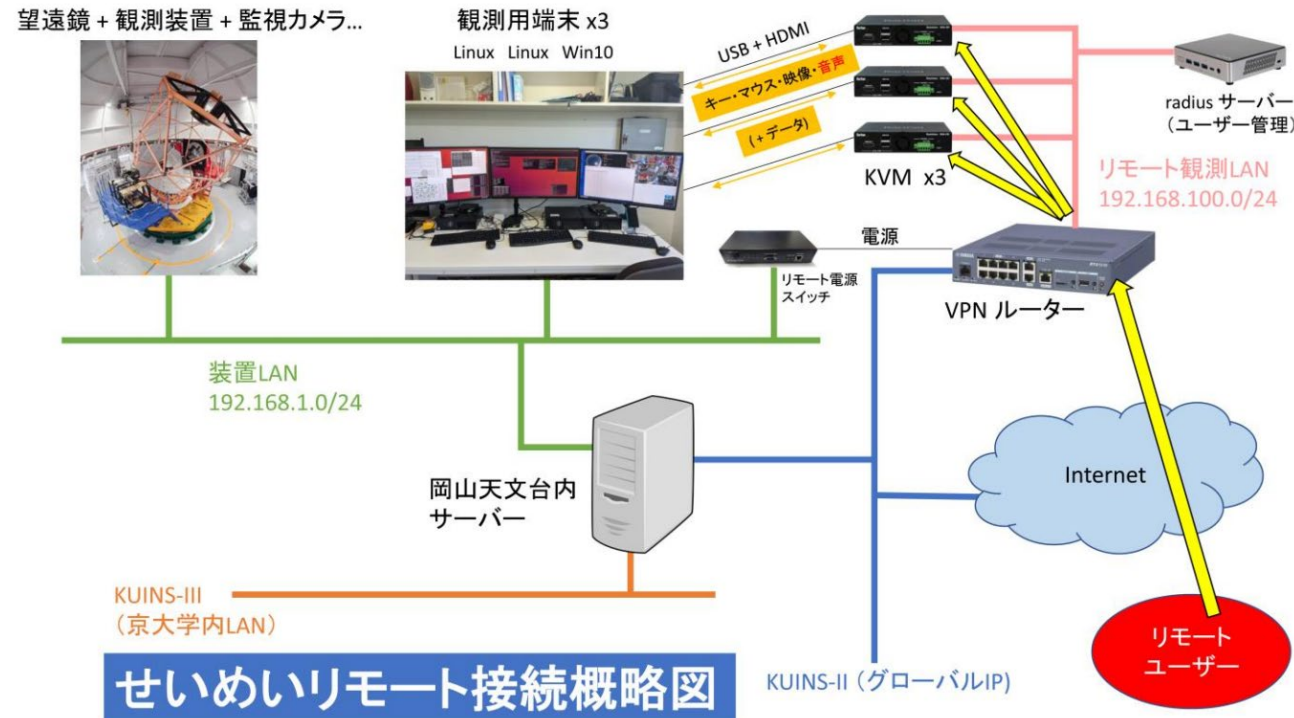 望遠鏡 + 観測装置 + 監視カメラ...
観測用端末 x3
Linux Linux Win10
USB + HDMI
キー・マウス・映像・音声
(+ データ)
KVM x3
radius サーバー
（ユーザー管理）
リモート観測LAN
192.168.100.0/24
電源
リモート電源
スイッチ
VPN ルーター
装置LAN
192.168.1.0/24
岡山天文台内
サーバー
Internet
KUINS-III
（京大学内LAN）
リモート
ユーザー
せいめいリモート接続概略図
KUINS-II（グローバルIP)